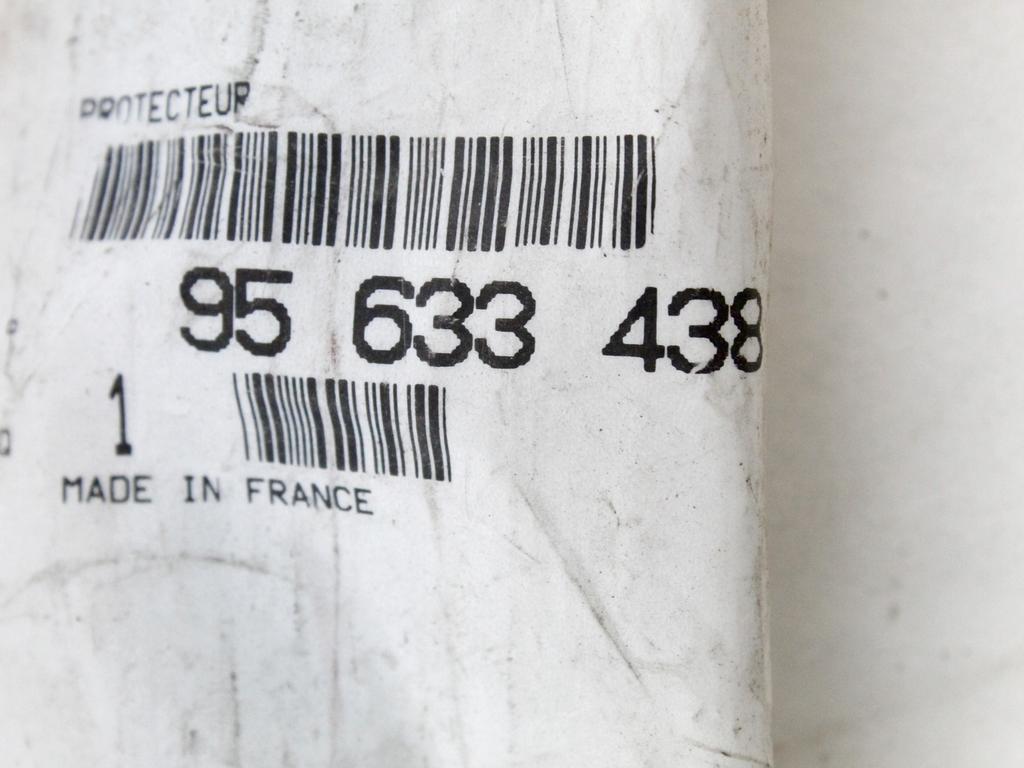 PROTECTEUR
95 633 438
1
MADE IN FRANCE